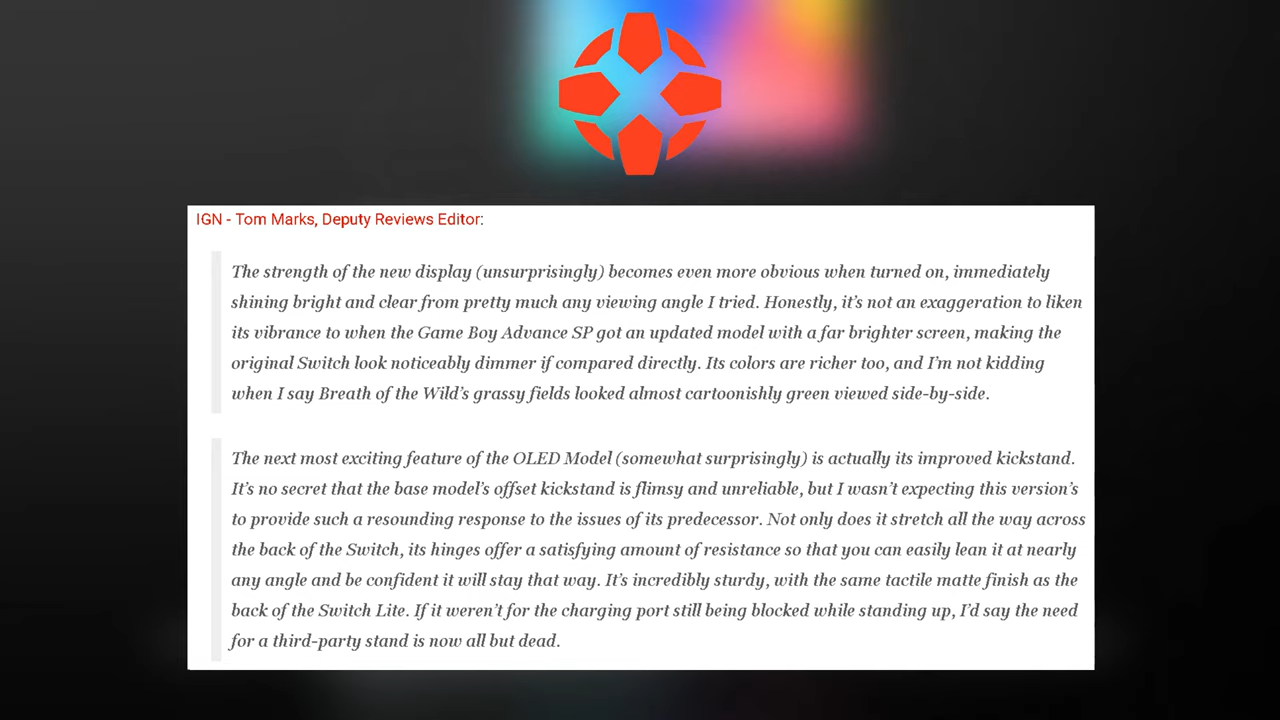 IGN - Tom Marks, Deputy Reviews Editor:
The strength of the new display (unsurprisingly) becomes even more obvious when turned on, immediately
shining bright and clear from pretty much any viewing angle I tried. Honestly, it's not an exaggeration to liken
its vibrance to when the Game Boy Advance SP got an updated model with a far brighter screen, making the
original Switch look noticeably dimmer if compared directly. Its colors are richer too, and I'm not kidding
when I say Breath of the Wild's grassy fields looked almost cartoonishly green viewed side-by-side.
The next most exciting feature of the OLED Model (somewhat surprisingly) is actually its improved kickstand.
It's no secret that the base model's offset kickstand is flimsy and unreliable, but I wasn't expecting this version's
to provide such a resounding response to the issues of its predecessor. Not only does it stretch all the way across
the back of the Switch, its hinges offer a satisfying amount of resistance so that you can easily lean it at nearly
any angle and be confident it will stay that way. It's incredibly sturdy, with the same tactile matte finish as the
back of the Switch Lite. If it weren't for the charging port still being blocked while standing up, I'd say the need
for a third-party stand is now all but dead.